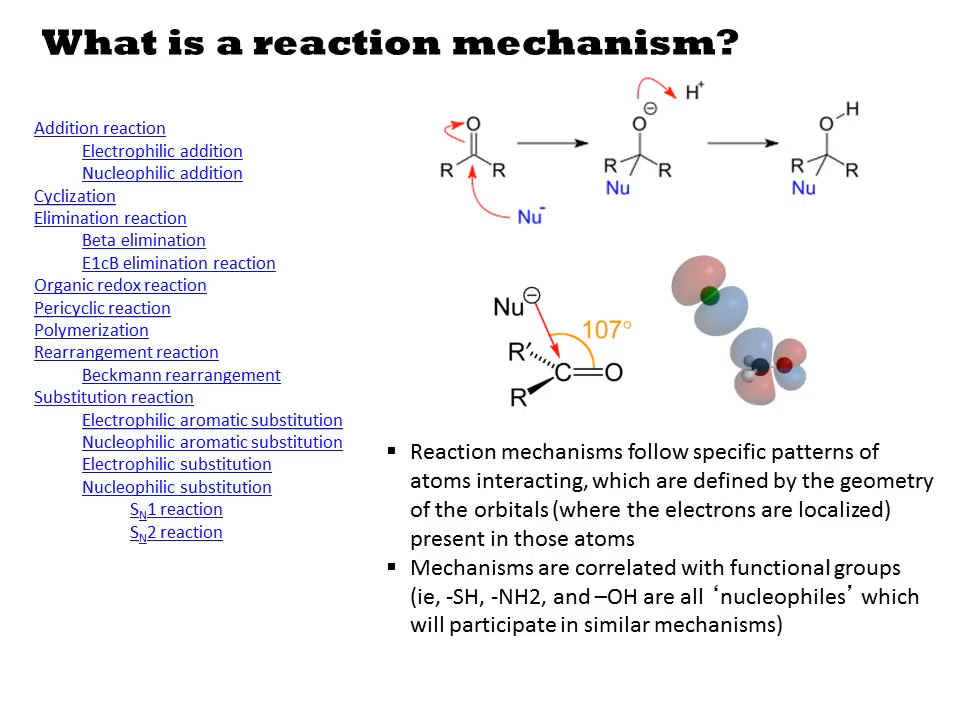 What is a reaction mechanism?
Addition reaction
Electrophilic addition
Nucleophilic addition
Cyclization
Elimination reaction
Beta elimination
E1cB elimination reaction
Organic redox reaction
Pericyclic reaction
Polymerization
Rearrangement reaction
Beckmann rearrangement
Substitution reaction
Electrophilic aromatic substitution
Nucleophilic aromatic substitution
Electrophilic substitution
Nucleophilic substitution
SN1 reaction
SN2 reaction
O
R R
Nu-
O⊖ H+
R R
Nu
O H
R R
Nu
Nu⊖
107°
R′
C O
R
▪ Reaction mechanisms follow specific patterns of
atoms interacting, which are defined by the geometry
of the orbitals (where the electrons are localized)
present in those atoms
▪ Mechanisms are correlated with functional groups
(ie, -SH, -NH2, and –OH are all ‘nucleophiles’ which
will participate in similar mechanisms)